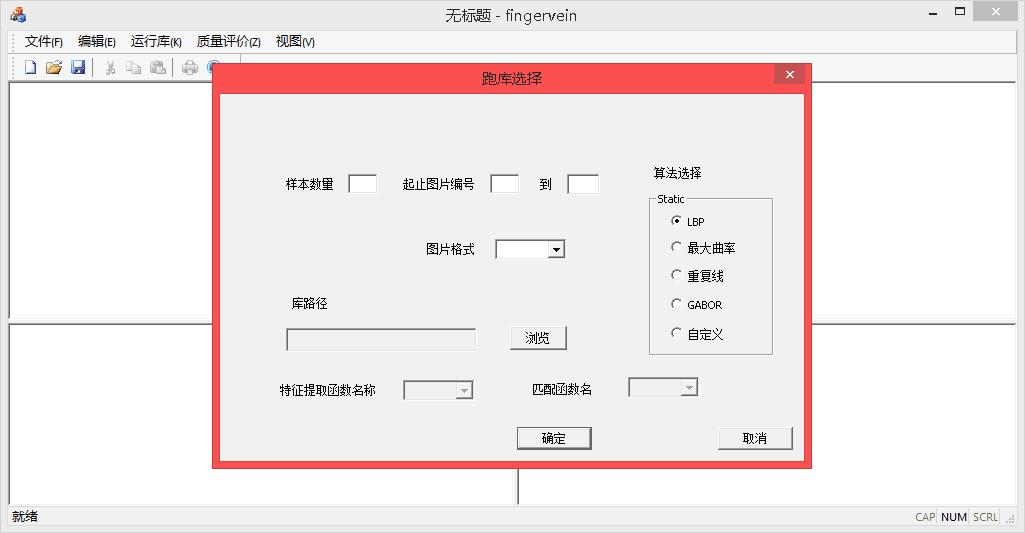 无标题 - fingervein
文件(F) 编辑(E) 运行库(K) 质量评价(Z) 视图(V)
跑库选择
样本数量 起止图片编号 到
算法选择
Static
LBP
图片格式
最大曲率
重复线
库路径
GABOR
浏览
自定义
特征提取函数名称 匹配函数名
确定 取消
就绪 CAP NUM SCRL